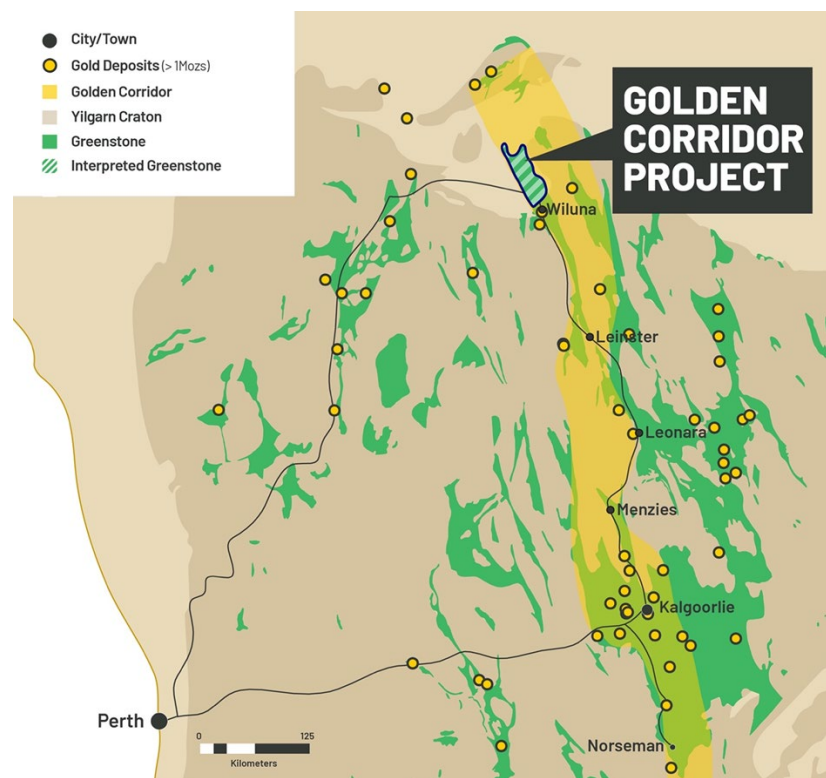 City/Town
Gold Deposits (> 1Mozs)
Golden Corridor
Yilgarn Craton
Greenstone
Interpreted Greenstone
GOLDEN
CORRIDOR
PROJECT
Wiluna
Leinster
Leonara
Menzies
Kalgoorlie
Perth
Norseman
0 125
Kilometers